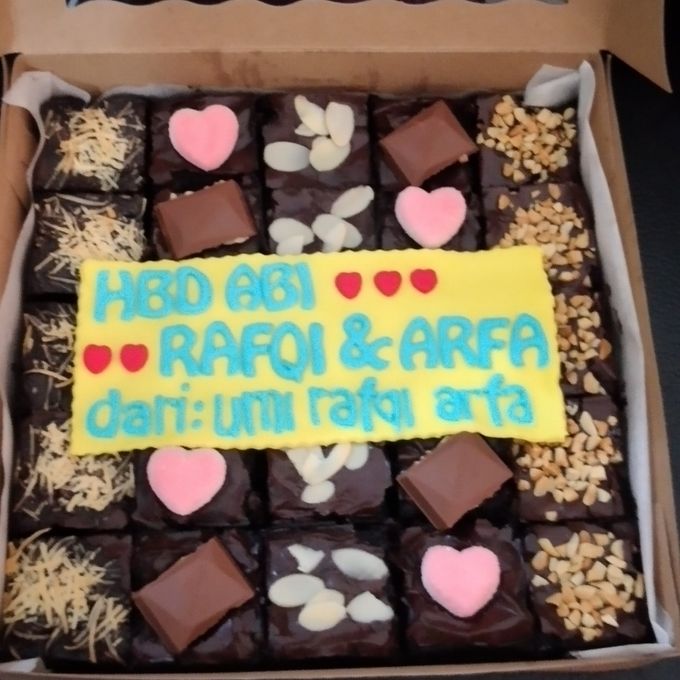 HBD ABI
RAFQI & ARFA
dari: umi rafqi arfa